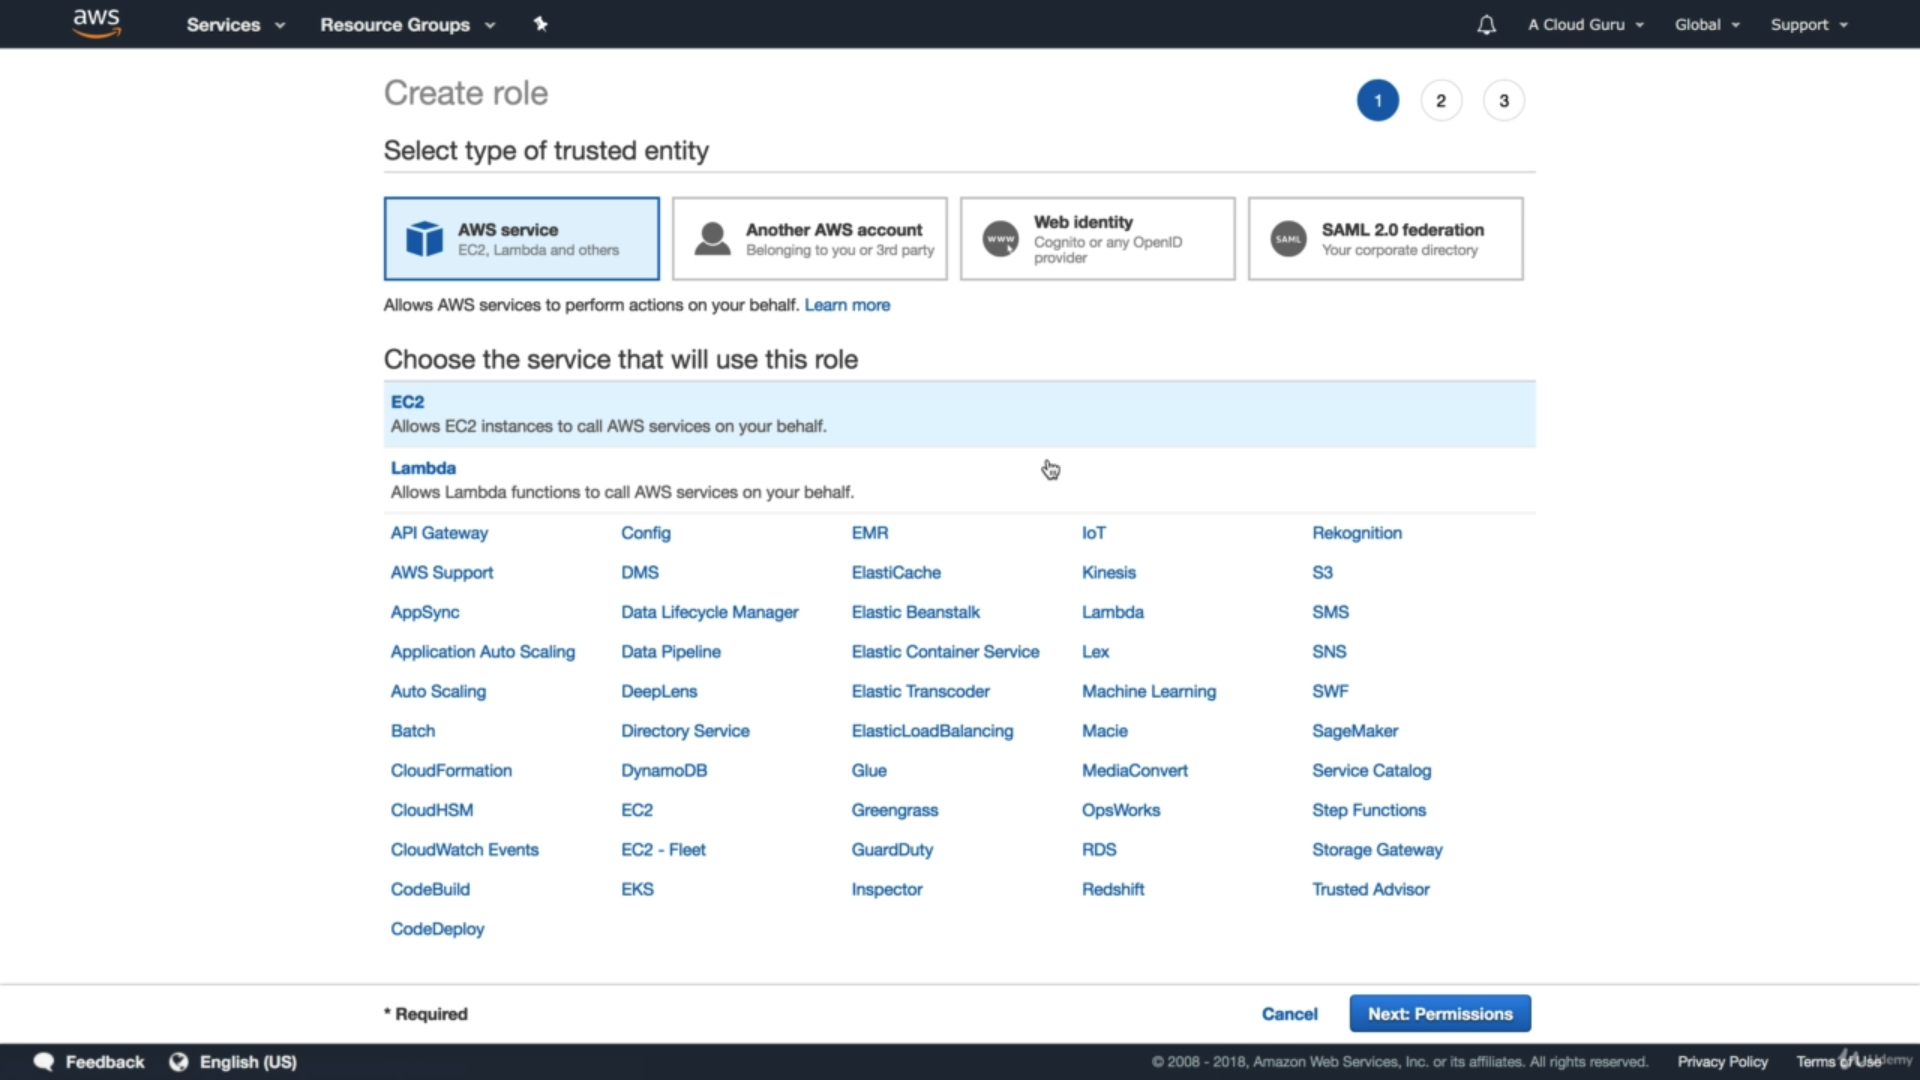 aws Services Resource Groups A Cloud Guru Global Support
Create role
1 2 3
Select type of trusted entity
AWS service
EC2, Lambda and others
Another AWS account
Belonging to you or 3rd party
www
Web identity
Cognito or any OpenID
provider
SAML
SAML 2.0 federation
Your corporate directory
Allows AWS services to perform actions on your behalf. Learn more
Choose the service that will use this role
EC2
Allows EC2 instances to call AWS services on your behalf.
Lambda
Allows Lambda functions to call AWS services on your behalf.
API Gateway Config EMR IoT Rekognition
AWS Support DMS ElastiCache Kinesis S3
AppSync Data Lifecycle Manager Elastic Beanstalk Lambda SMS
Application Auto Scaling Data Pipeline Elastic Container Service Lex SNS
Auto Scaling DeepLens Elastic Transcoder Machine Learning SWF
Batch Directory Service ElasticLoadBalancing Macie SageMaker
CloudFormation DynamoDB Glue MediaConvert Service Catalog
CloudHSM EC2 Greengrass OpsWorks Step Functions
CloudWatch Events EC2 - Fleet GuardDuty RDS Storage Gateway
CodeBuild EKS Inspector Redshift Trusted Advisor
CodeDeploy
* Required Cancel Next: Permissions
Feedback English (US) © 2008 - 2018, Amazon Web Services, Inc. or its affiliates. All rights reserved. Privacy Policy Terms of Use